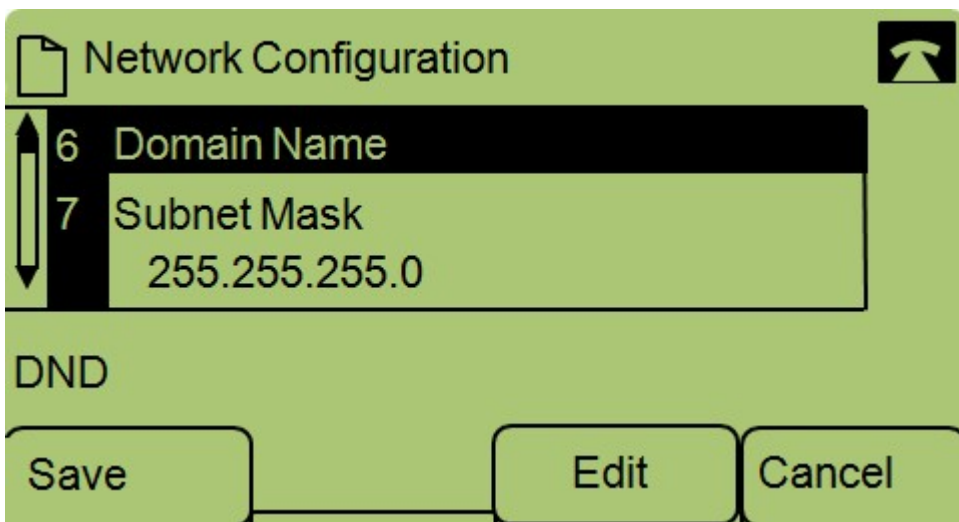 Network Configuration
6 Domain Name
7 Subnet Mask
255.255.255.0
DND
Save Edit Cancel